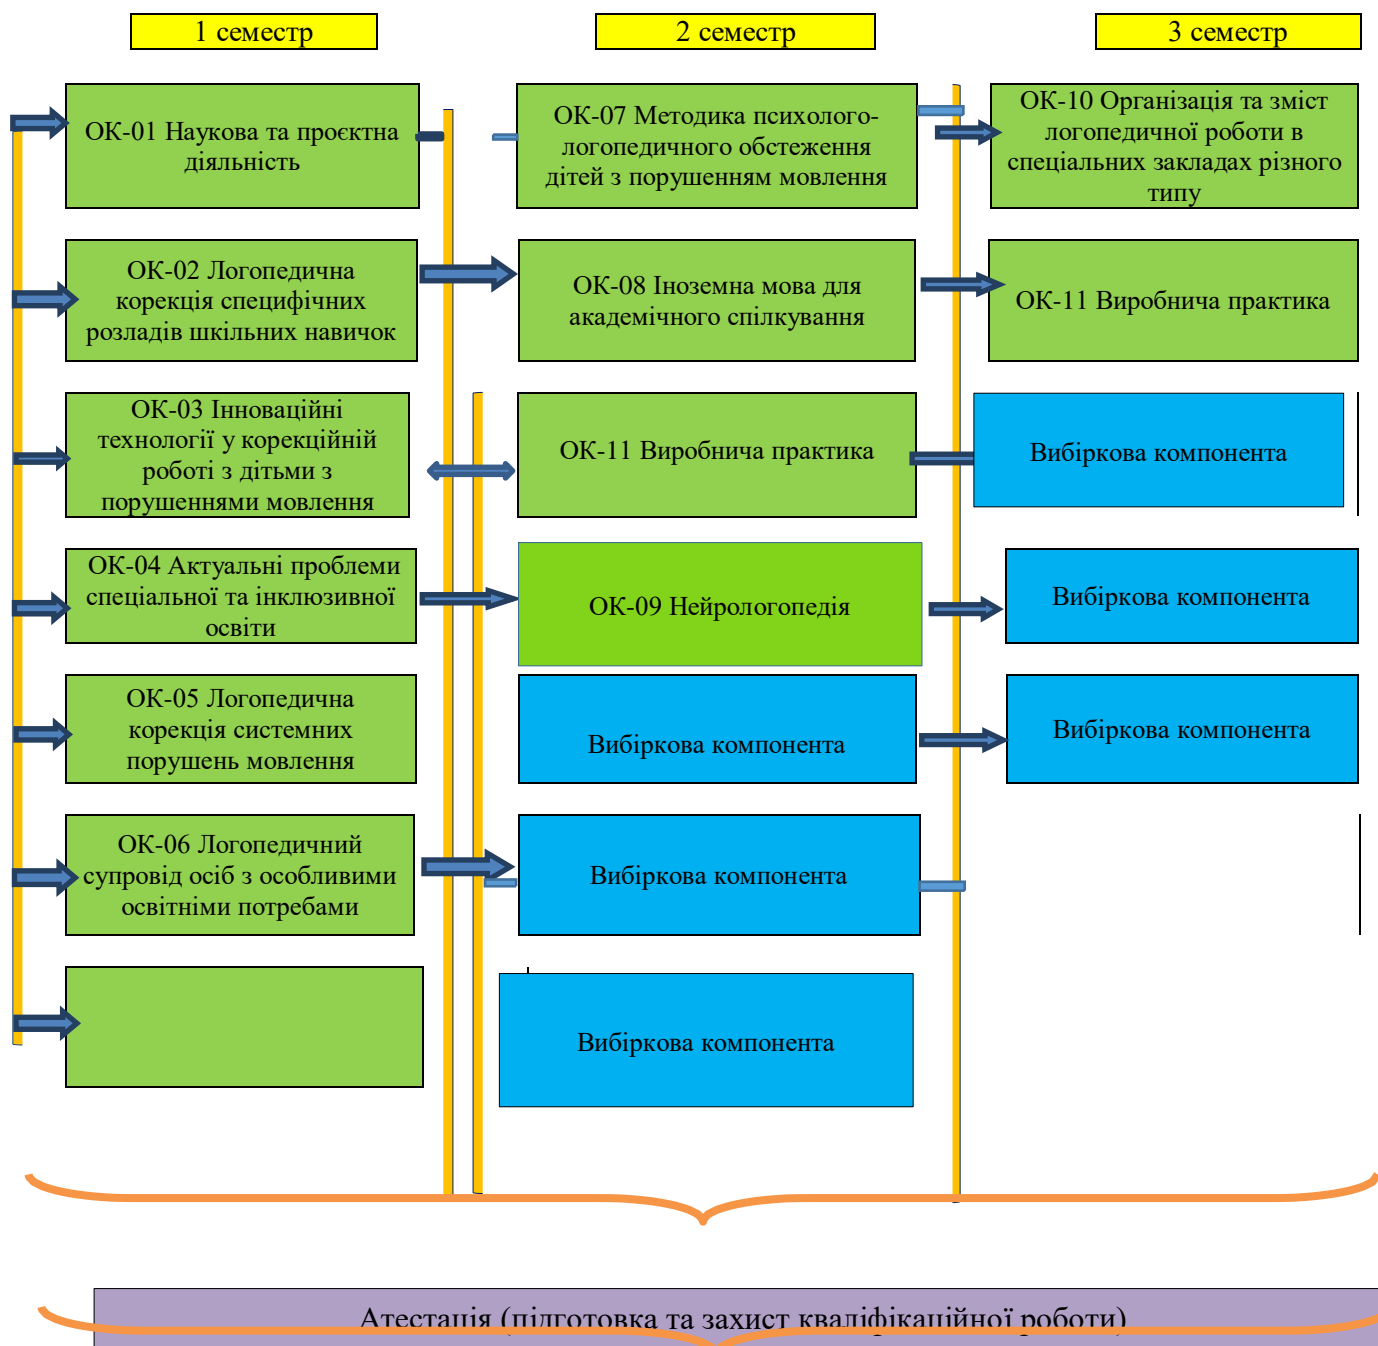 1 семестр
2 семестр
3 семестр
ОК-01 Наукова та проєктна
діяльність
ОК-07 Методика психолого-
логопедичного обстеження
дітей з порушенням мовлення
ОК-10 Організація та зміст
логопедичної роботи в
спеціальних закладах різного
типу
ОК-02 Логопедична
корекція специфічних
розладів шкільних навичок
ОК-08 Іноземна мова для
академічного спілкування
ОК-11 Виробнича практика
ОК-03 Інноваційні
технології у корекційній
роботі з дітьми з
порушеннями мовлення
ОК-11 Виробнича практика
Вибіркова компонента
ОК-04 Актуальні проблеми
спеціальної та інклюзивної
освіти
ОК-09 Нейрологопедія
Вибіркова компонента
ОК-05 Логопедична
корекція системних
порушень мовлення
Вибіркова компонента
Вибіркова компонента
ОК-06 Логопедичний
супровід осіб з особливими
освітніми потребами
Вибіркова компонента
Вибіркова компонента
Атестація (підготовка та захист кваліфікаційної роботи)